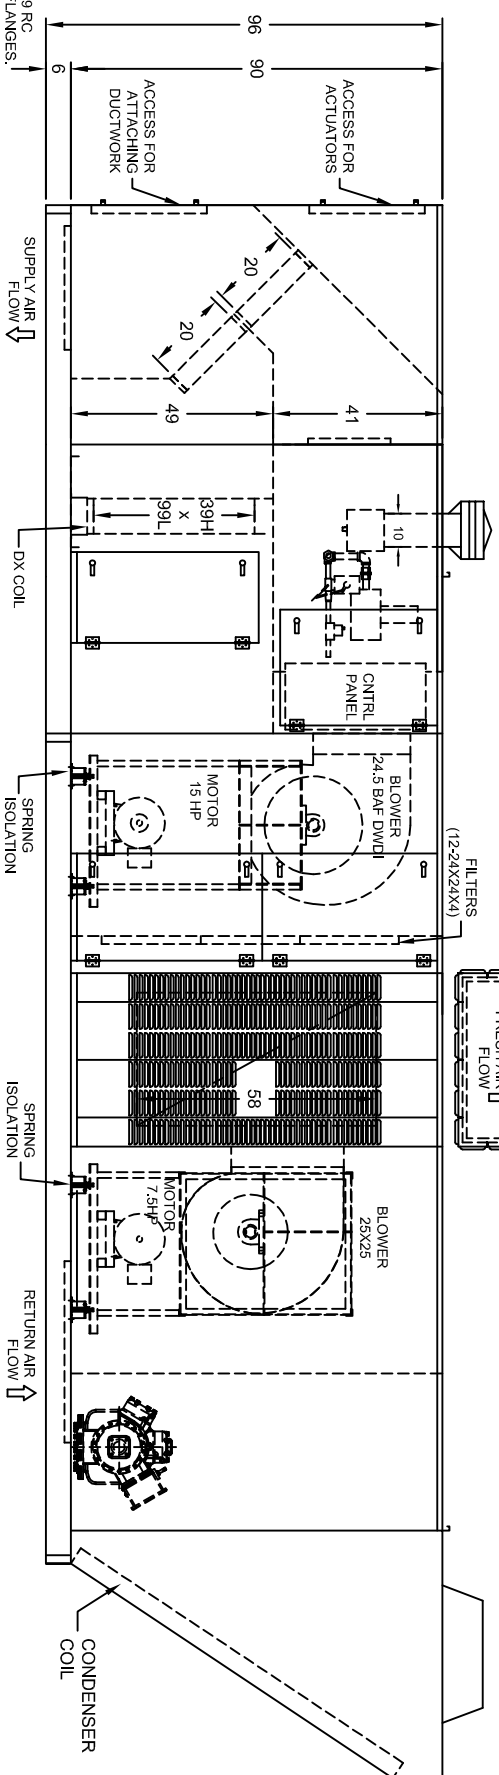 9 RC
FLANGES.
96
90
6
ACCESS FOR
ATTACHING
DUCTWORK
ACCESS FOR
ACTUATORS
SUPPLY AIR
FLOW
20
20
49
41
39H
x
99L
DX COIL
10
CNTRL
PANEL
SPRING
ISOLATION
MOTOR
15 HP
BLOWER
24.5 BAF DWDI
FILTERS
(12-24X24X4)
FRESH AIR
FLOW
58
SPRING
ISOLATION
MOTOR
7.5HP
BLOWER
25X25
RETURN AIR
FLOW
CONDENSER
COIL